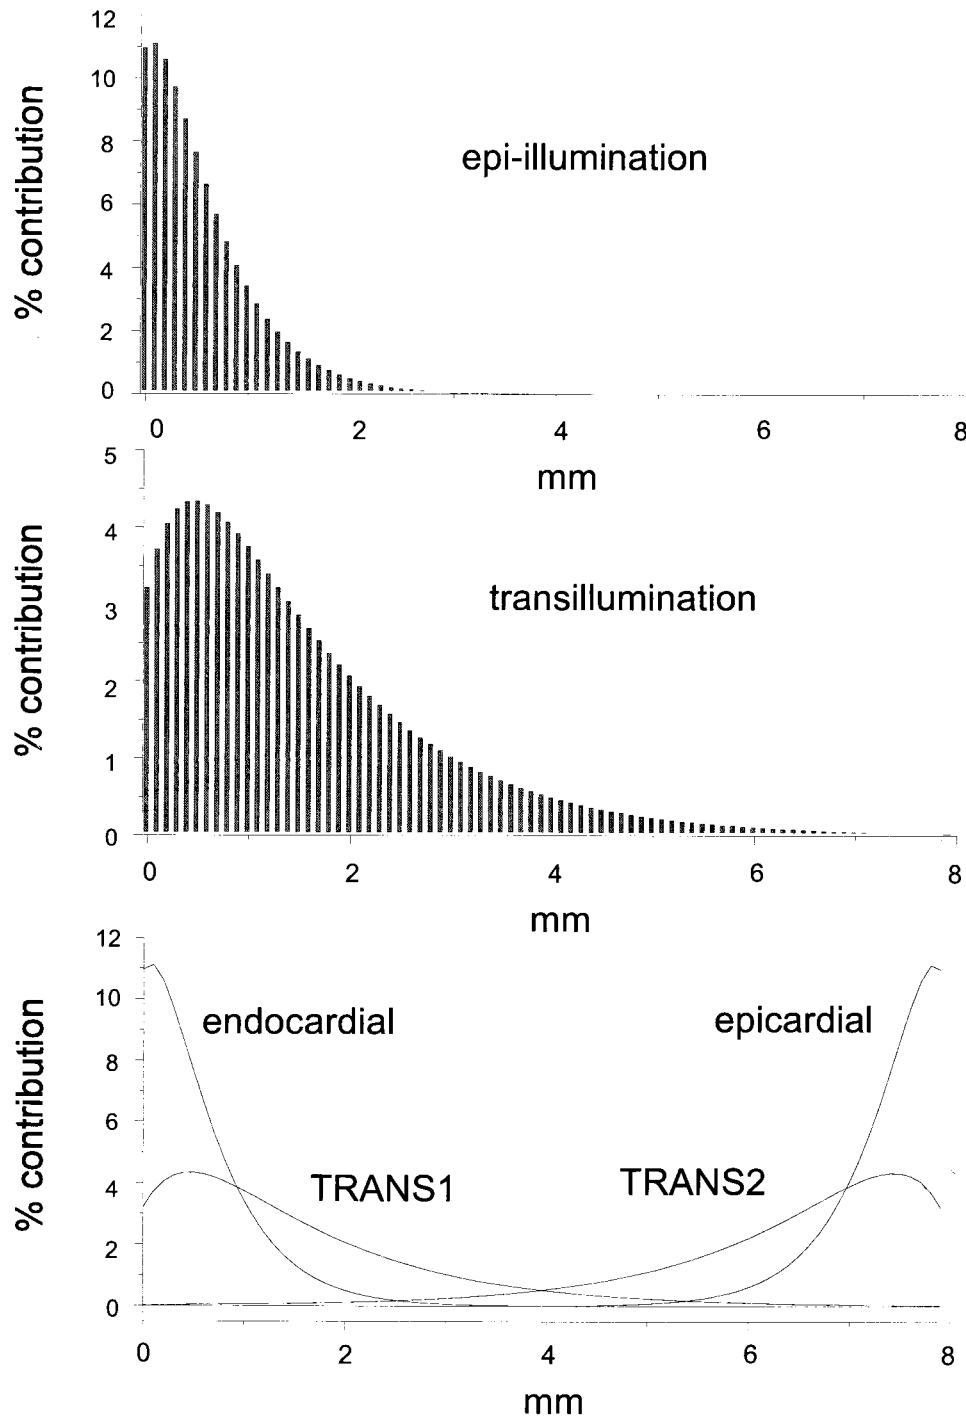 12
10
8
6
4
2
0
% contribution
epi-illumination
0 2 4 6 8
mm
5
4
3
2
1
0
% contribution
transillumination
0 2 4 6 8
mm
12
10
8
6
4
2
0
% contribution
endocardial
epicardial
TRANS1
TRANS2
0 2 4 6 8
mm